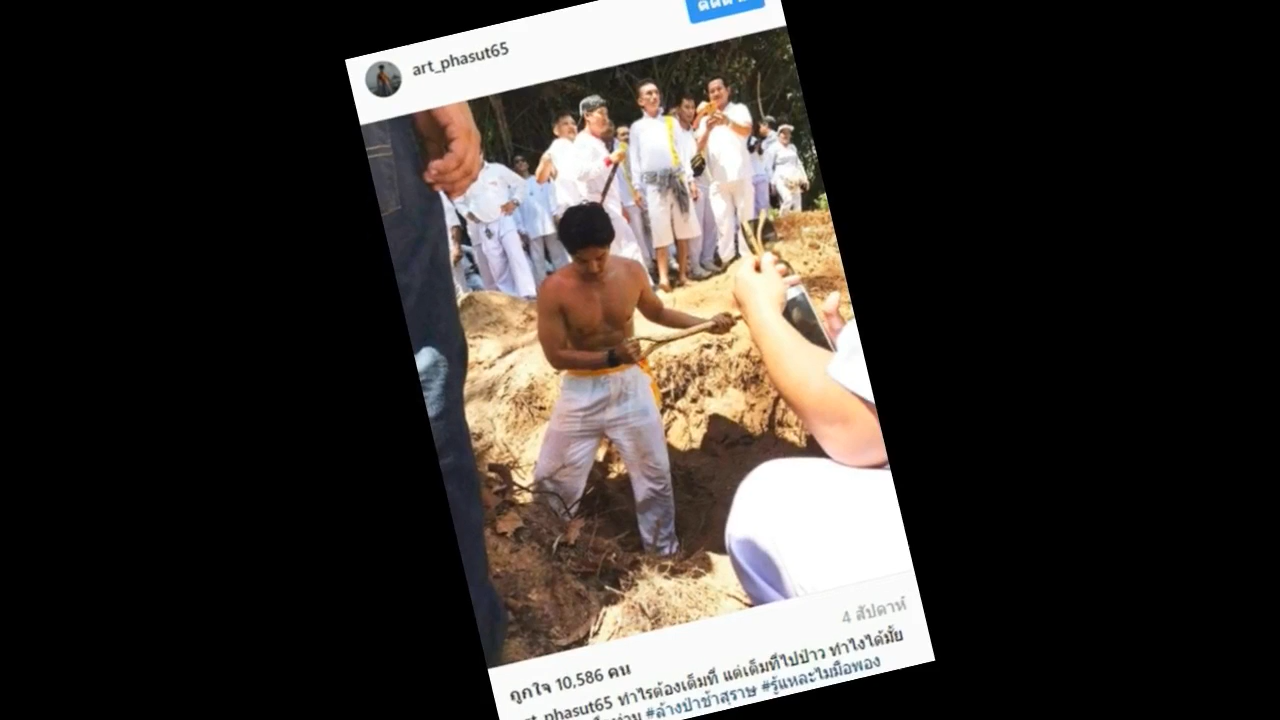 art_phasut65
4 สัปดาห์
ถูกใจ 10,586 คน
art_phasut65 ทำไรต้องเต็มที่ แต่เต็มที่ไปป่าว ทำไงได้มั้ย
#ล้างป่าช้าสุราษ #รู้แหละไมมือพอง